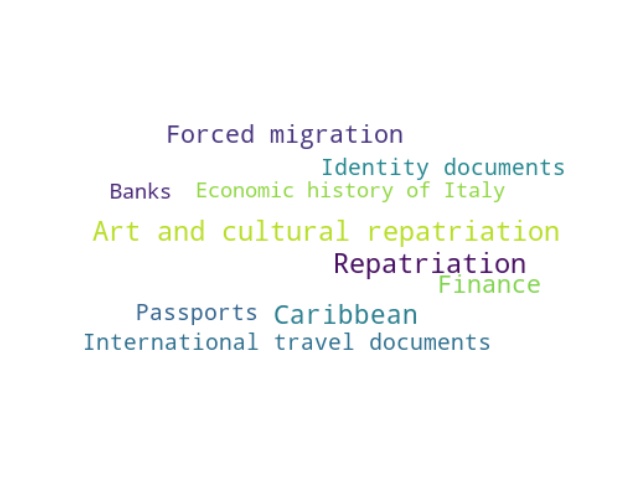 Forced migration
Identity documents
Banks
Economic history of Italy
Art and cultural repatriation
Repatriation
Finance
Passports
Caribbean
International travel documents